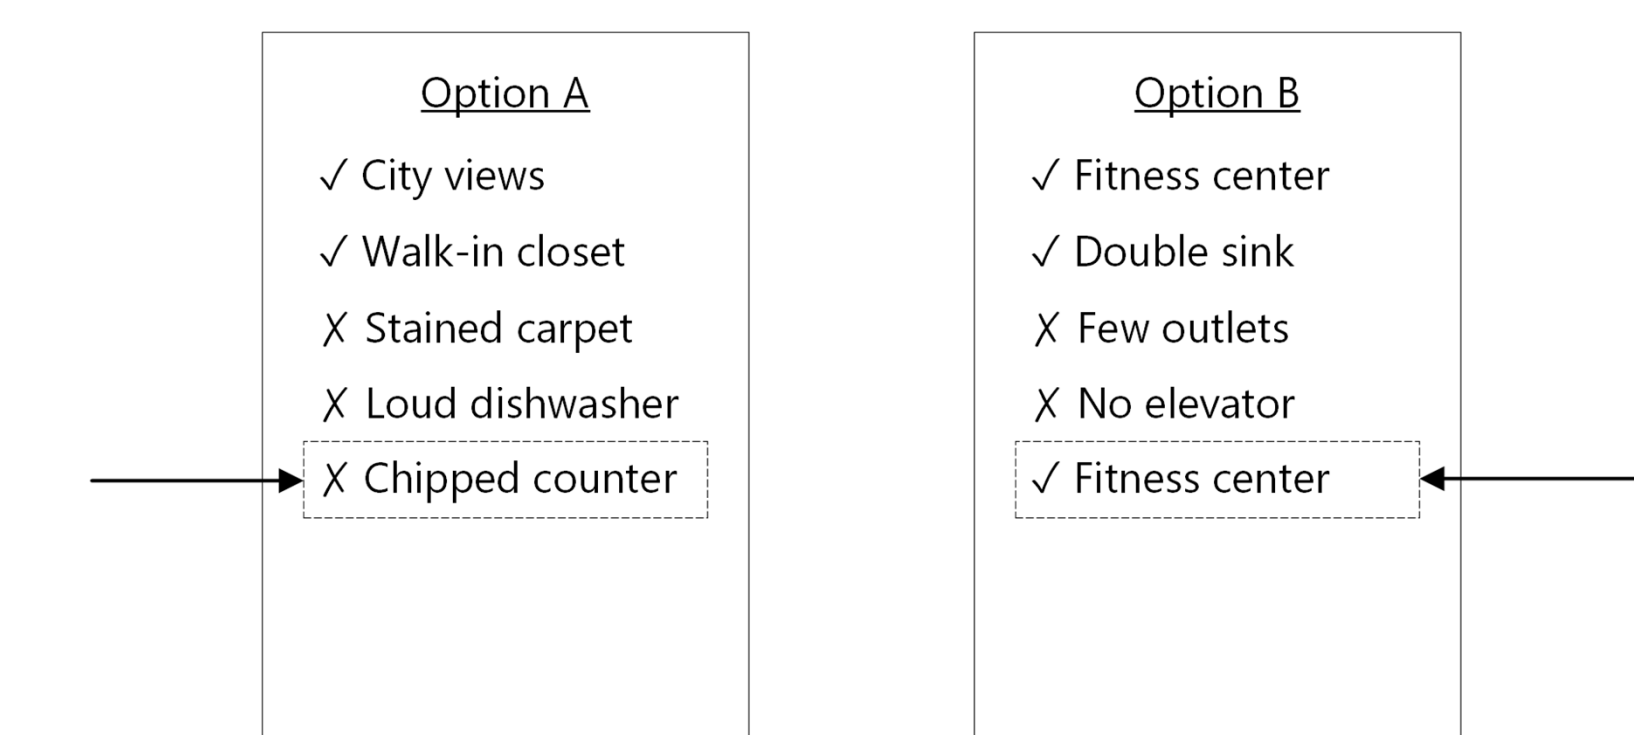 Option A
✓ City views
✓ Walk-in closet
✗ Stained carpet
✗ Loud dishwasher
✗ Chipped counter
Option B
✓ Fitness center
✓ Double sink
✗ Few outlets
✗ No elevator
✓ Fitness center